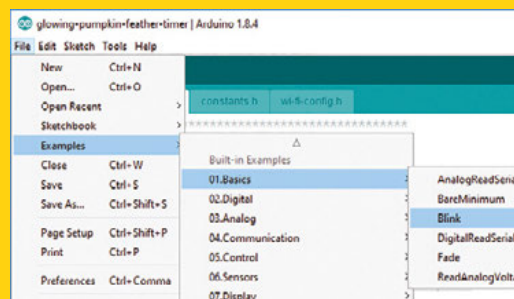 glowing-pumpkin-feather-timer | Arduino 1.8.4
File Edit Sketch Tools Help
New Ctrl+N
Open... Ctrl+O
Open Recent >
Sketchbook >
Examples >
Close Ctrl+W
Save Ctrl+S
Save As... Ctrl+Shift+S
Page Setup Ctrl+Shift+P
Print Ctrl+P
Preferences Ctrl+Comma
constants.h wi-fi-config.h
********************************
△
Built-in Examples
01.Basics
02.Digital
03.Analog
04.Communication
05.Control
06.Sensors
07.Display
AnalogReadSerial
BareMinimum
Blink
DigitalReadSerial
Fade
ReadAnalogVolta